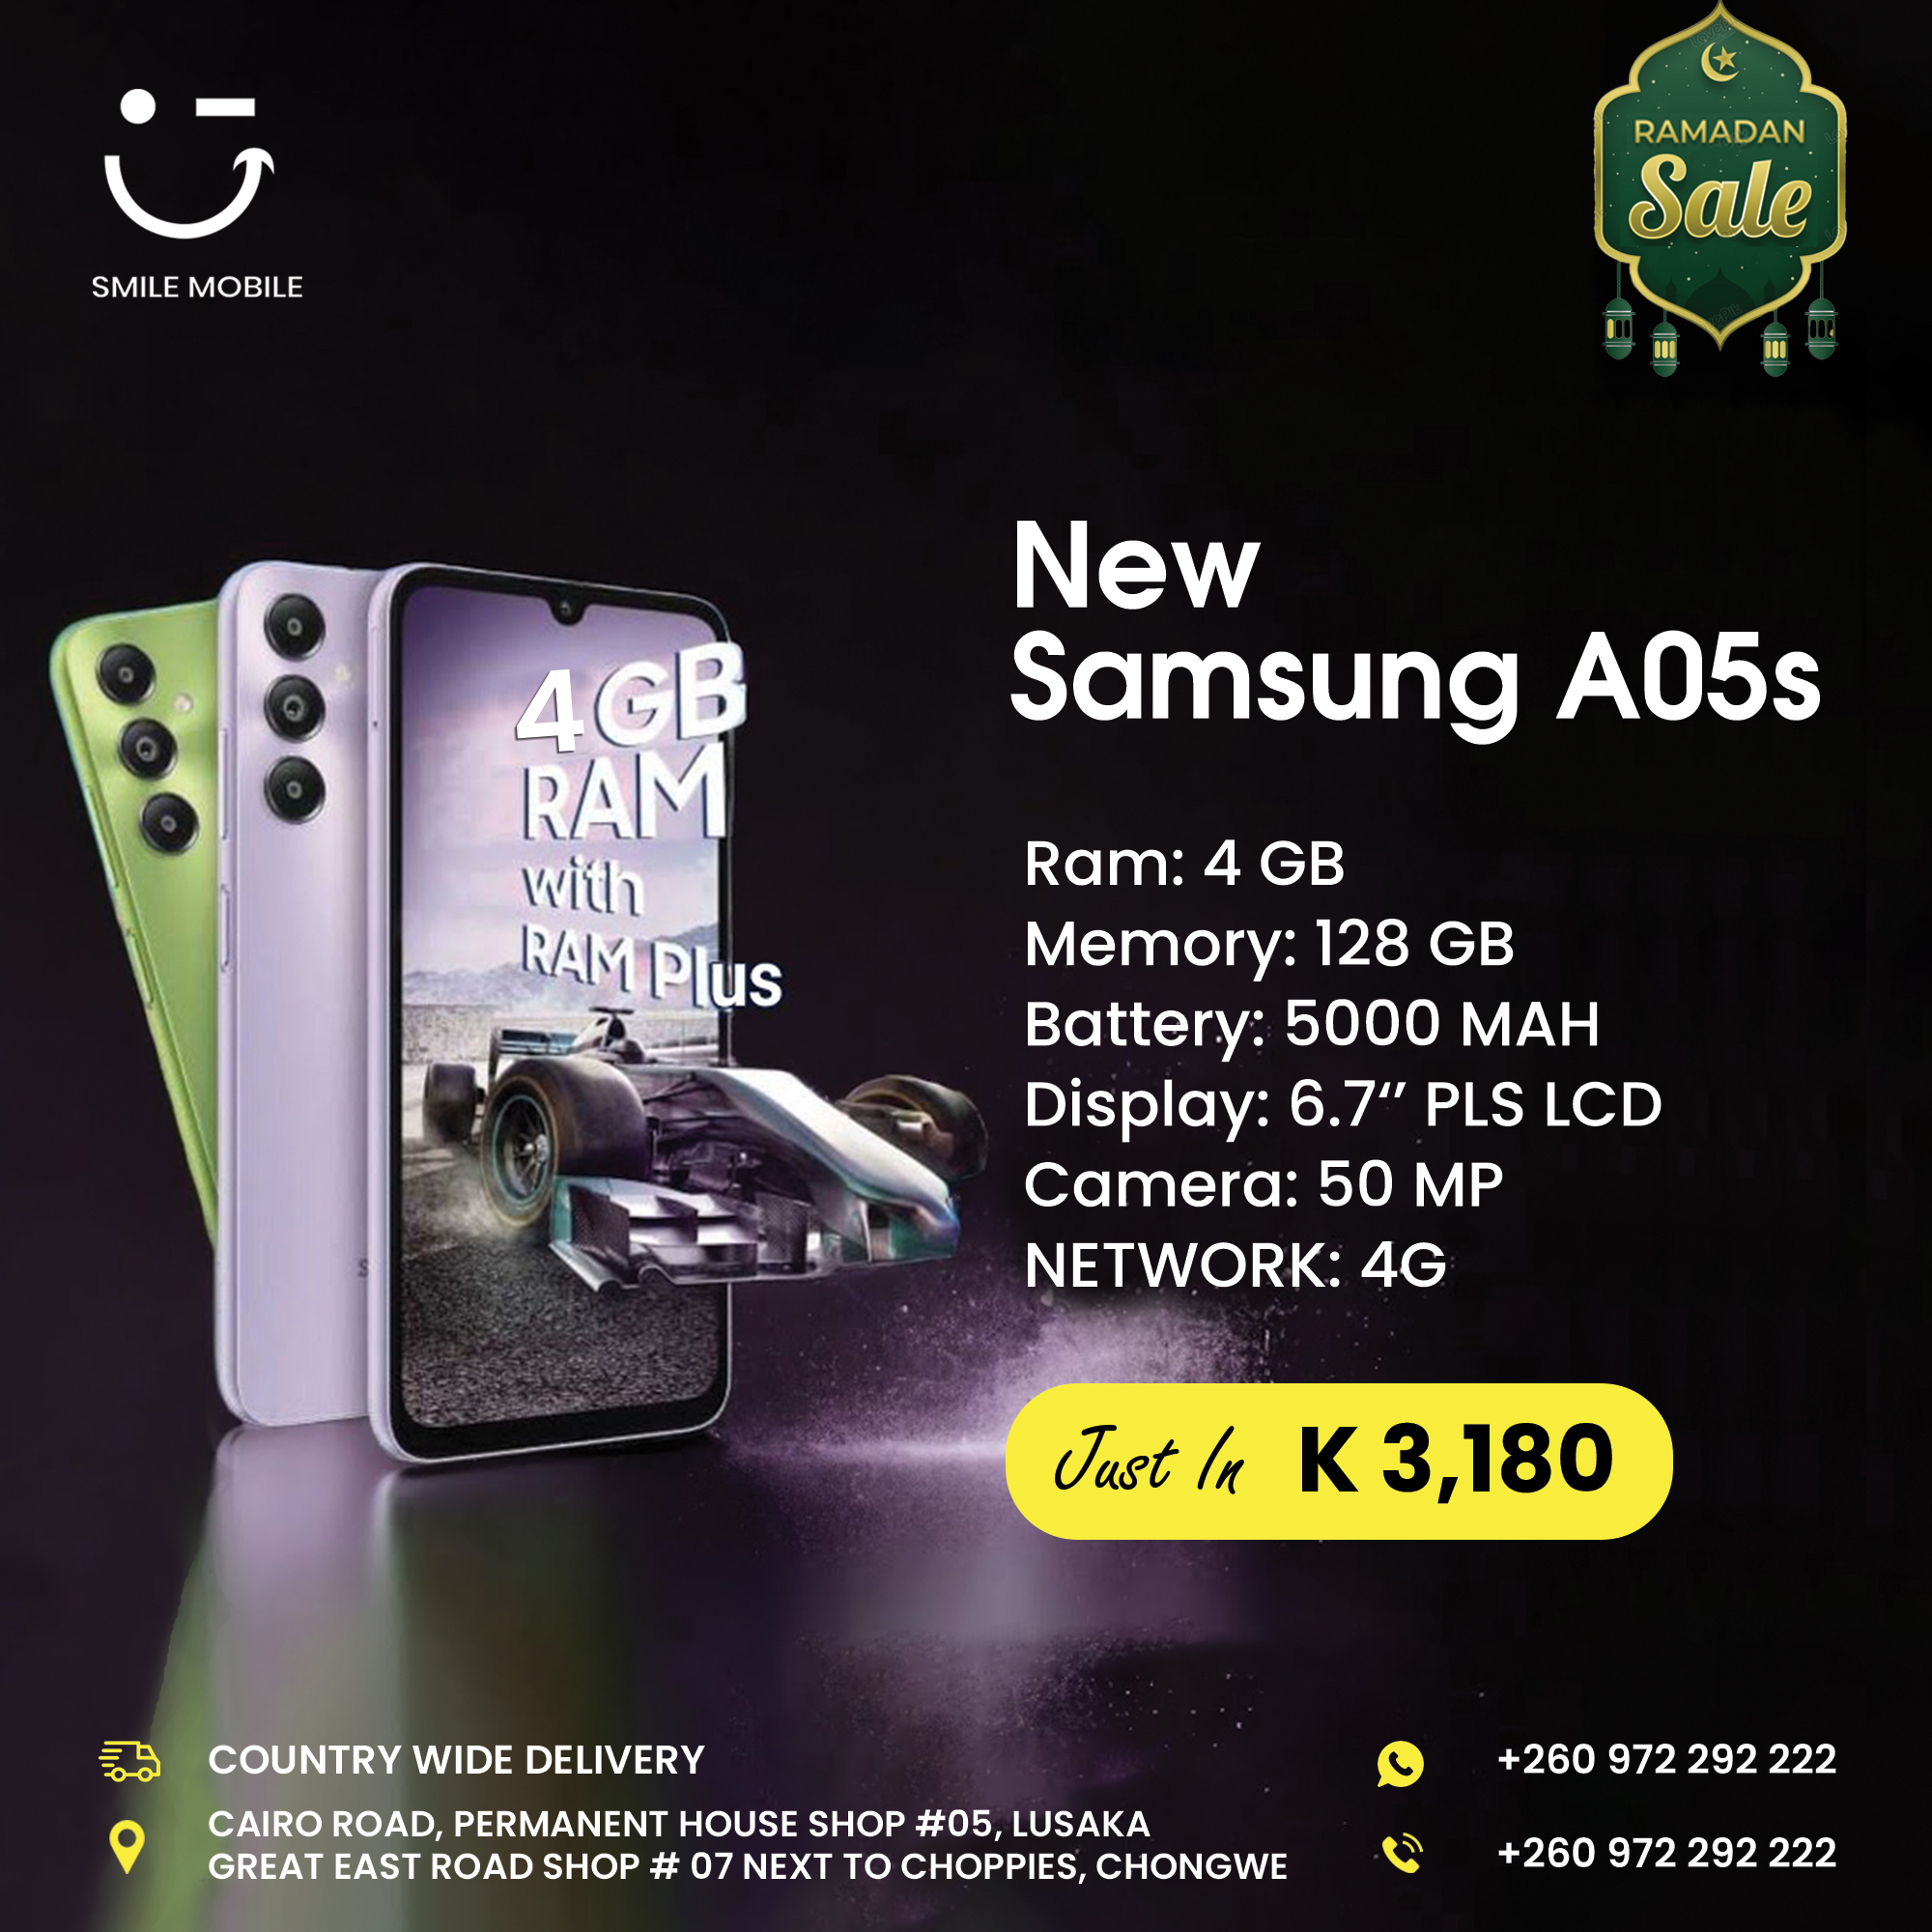 SMILE MOBILE
RAMADAN
Sale
New
Samsung A05s
4GB
RAM
with
RAM Plus
Ram: 4 GB
Memory: 128 GB
Battery: 5000 MAH
Display: 6.7‘’ PLS LCD
Camera: 50 MP
NETWORK: 4G
Just In K 3,180
COUNTRY WIDE DELIVERY
CAIRO ROAD, PERMANENT HOUSE SHOP #05, LUSAKA
GREAT EAST ROAD SHOP # 07 NEXT TO CHOPPIES, CHONGWE
+260 972 292 222
+260 972 292 222